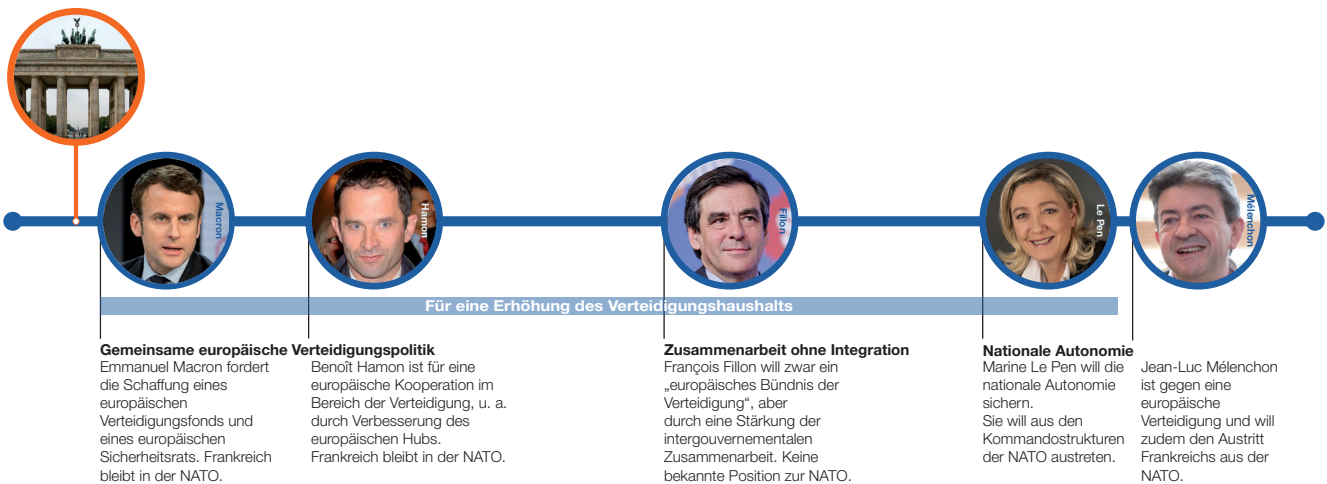 Macron
Hamon
Fillon
Le Pen
Mélenchon
Für eine Erhöhung des Verteidigungshaushalts
Gemeinsame europäische Verteidigungspolitik
Emmanuel Macron fordert
die Schaffung eines
europäischen
Verteidigungsfonds und
eines europäischen
Sicherheitsrats. Frankreich
bleibt in der NATO.
Benoît Hamon ist für eine
europäische Kooperation im
Bereich der Verteidigung, u. a.
durch Verbesserung des
europäischen Hubs.
Frankreich bleibt in der NATO.
Zusammenarbeit ohne Integration
François Fillon will zwar ein
„europäisches Bündnis der
Verteidigung“, aber
durch eine Stärkung der
intergouvernementalen
Zusammenarbeit. Keine
bekannte Position zur NATO.
Nationale Autonomie
Marine Le Pen will die
nationale Autonomie
sichern.
Sie will aus den
Kommandostrukturen
der NATO austreten.
Jean-Luc Mélenchon
ist gegen eine
europäische
Verteidigung und will
zudem den Austritt
Frankreichs aus der
NATO.